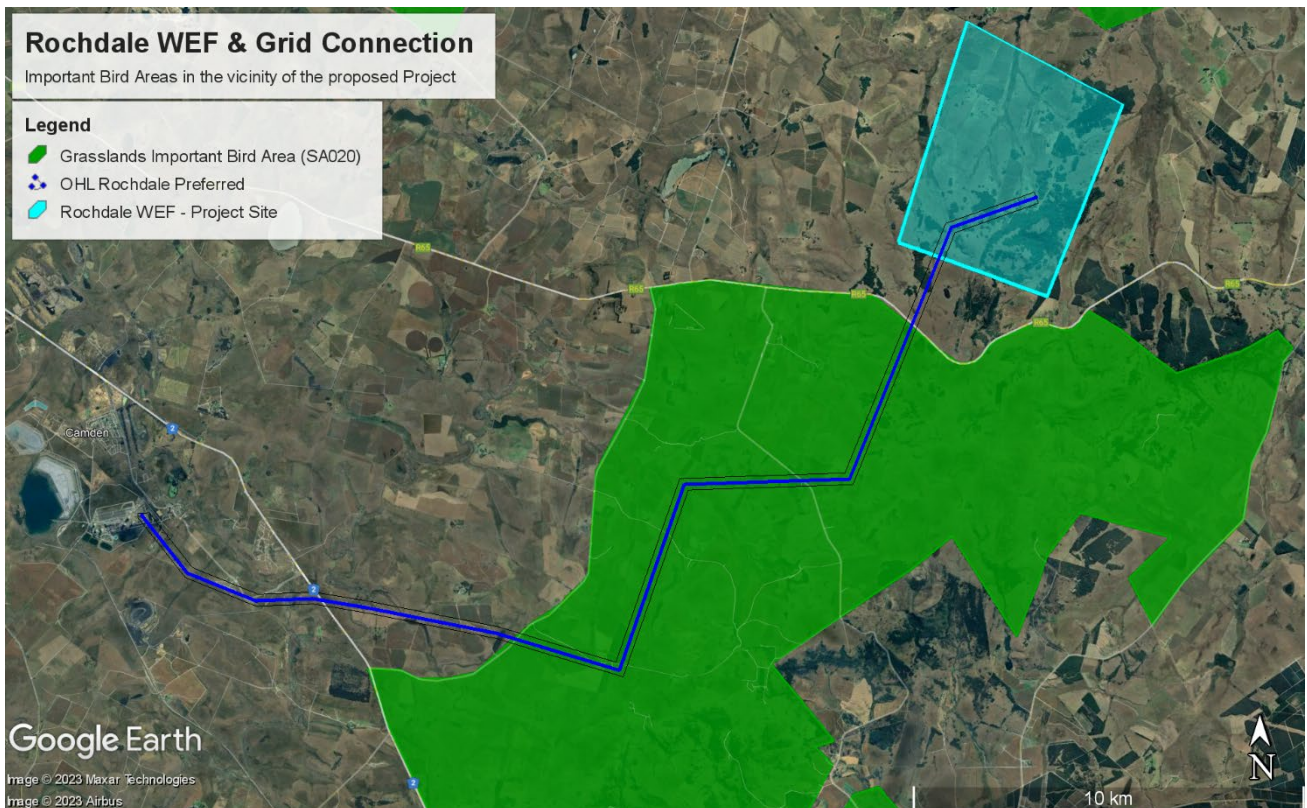 Rochdale WEF & Grid Connection
Important Bird Areas in the vicinity of the proposed Project
Legend
Grasslands Important Bird Area (SA020)
OHL Rochdale Preferred
Rochdale WEF - Project Site
R65
R65
R65
R65
R65
Camden
2
2
2
Google Earth
Image © 2023 Maxar Technologies
Image © 2023 Airbus
N
10 km